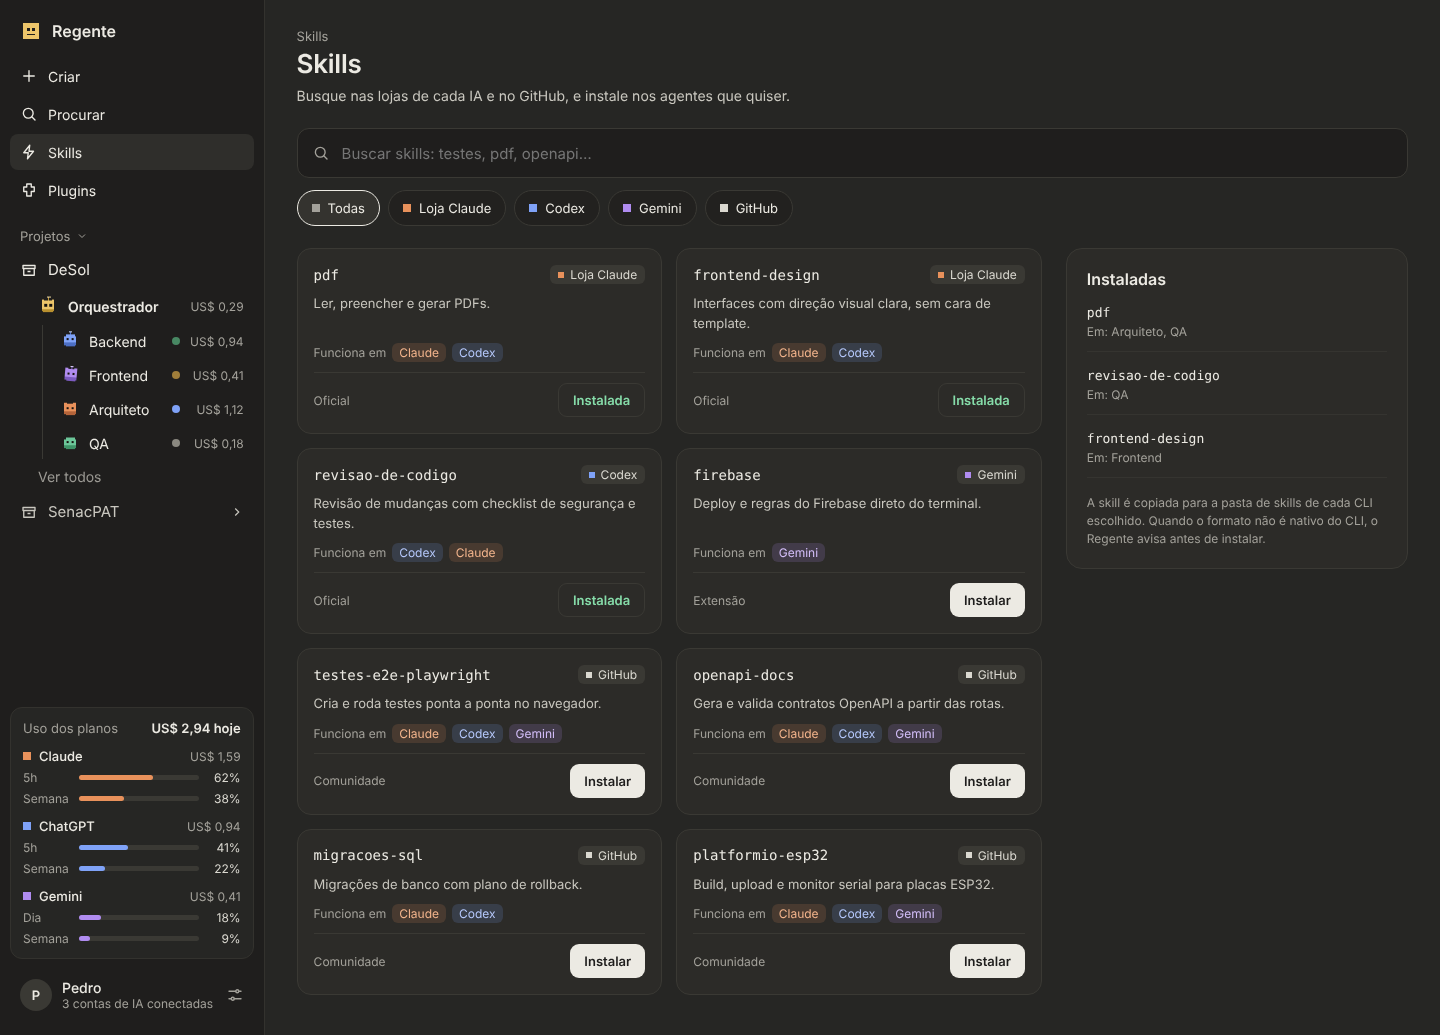 Regente
Criar
Procurar
Skills
Plugins
Projetos
DeSol
Orquestrador US$ 0,29
Backend US$ 0,94
Frontend US$ 0,41
Arquiteto US$ 1,12
QA US$ 0,18
Ver todos
SenacPAT
Uso dos planos US$ 2,94 hoje
Claude US$ 1,59
5h 62%
Semana 38%
ChatGPT US$ 0,94
5h 41%
Semana 22%
Gemini US$ 0,41
Dia 18%
Semana 9%
P
Pedro
3 contas de IA conectadas
Skills
Skills
Busque nas lojas de cada IA e no GitHub, e instale nos agentes que quiser.
Buscar skills: testes, pdf, openapi...
Todas Loja Claude Codex Gemini GitHub
pdf Loja Claude
Ler, preencher e gerar PDFs.
Funciona em Claude Codex
Oficial Instalada
frontend-design Loja Claude
Interfaces com direção visual clara, sem cara de
template.
Funciona em Claude Codex
Oficial Instalada
revisao-de-codigo Codex
Revisão de mudanças com checklist de segurança e
testes.
Funciona em Codex Claude
Oficial Instalada
firebase Gemini
Deploy e regras do Firebase direto do terminal.
Funciona em Gemini
Extensão Instalar
testes-e2e-playwright GitHub
Cria e roda testes ponta a ponta no navegador.
Funciona em Claude Codex Gemini
Comunidade Instalar
openapi-docs GitHub
Gera e valida contratos OpenAPI a partir das rotas.
Funciona em Claude Codex Gemini
Comunidade Instalar
migracoes-sql GitHub
Migrações de banco com plano de rollback.
Funciona em Claude Codex
Comunidade Instalar
platformio-esp32 GitHub
Build, upload e monitor serial para placas ESP32.
Funciona em Claude Codex Gemini
Comunidade Instalar
Instaladas
pdf
Em: Arquiteto, QA
revisao-de-codigo
Em: QA
frontend-design
Em: Frontend
A skill é copiada para a pasta de skills de cada CLI
escolhido. Quando o formato não é nativo do CLI, o
Regente avisa antes de instalar.